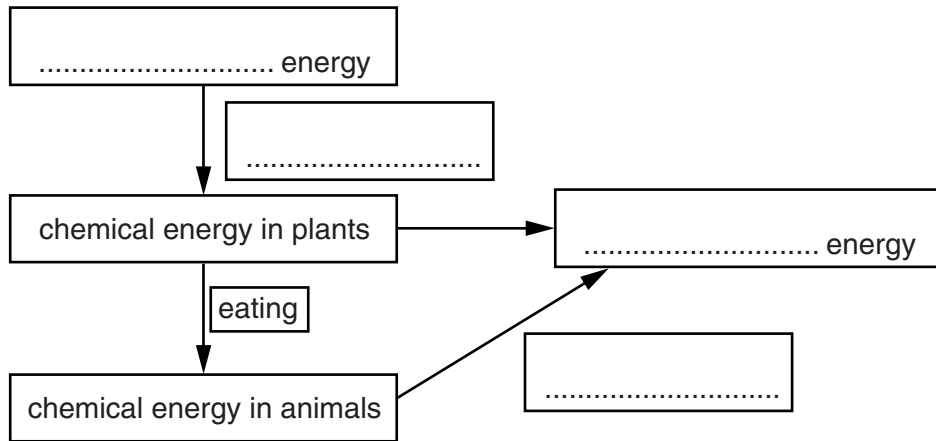 ............................. energy
.............................
chemical energy in plants
............................. energy
eating
chemical energy in animals
.............................